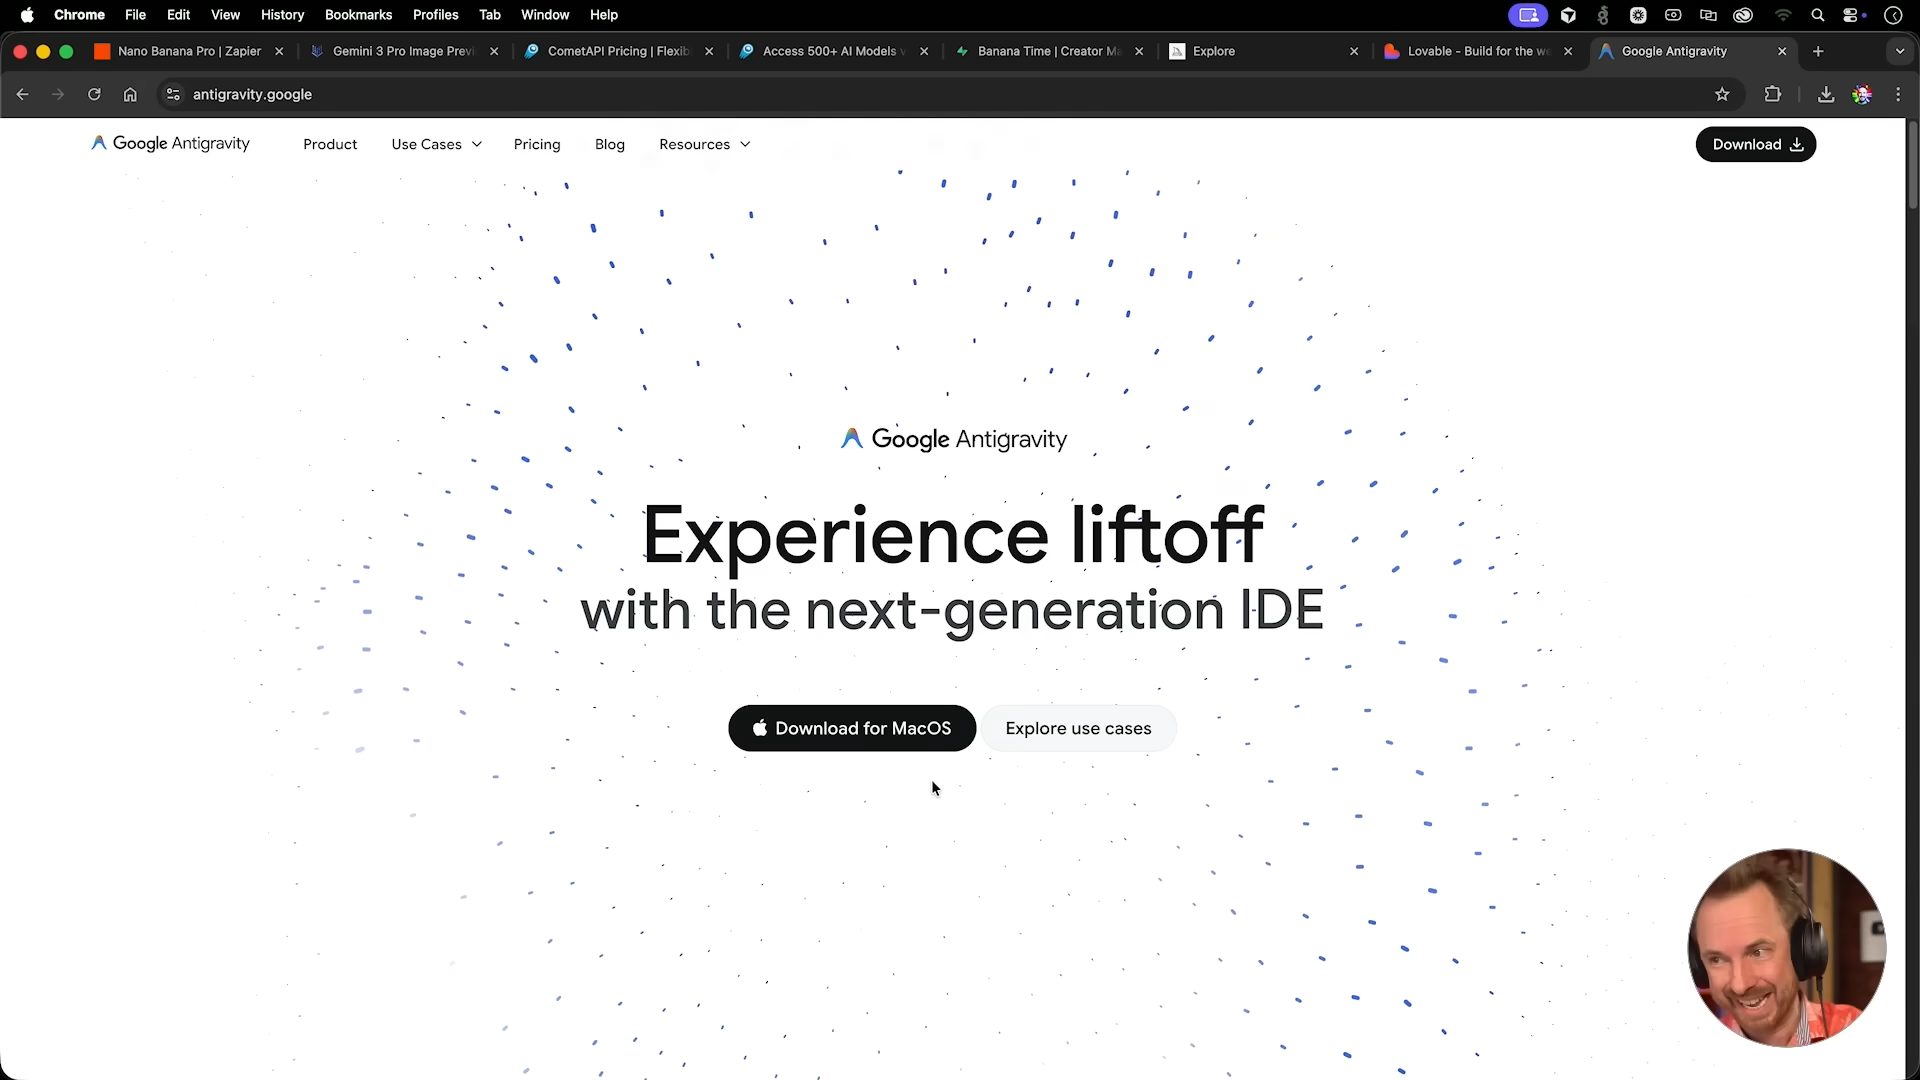 Chrome File Edit View History Bookmarks Profiles Tab Window Help
Nano Banana Pro | Zapier
Gemini 3 Pro Image Previ
CometAPI Pricing | Flexib
Access 500+ AI Models v
Banana Time | Creator Ma
Explore
Lovable - Build for the we
Google Antigravity
antigravity.google
Google Antigravity Product Use Cases Pricing Blog Resources Download
Google Antigravity
Experience liftoff
with the next-generation IDE
Download for MacOS Explore use cases